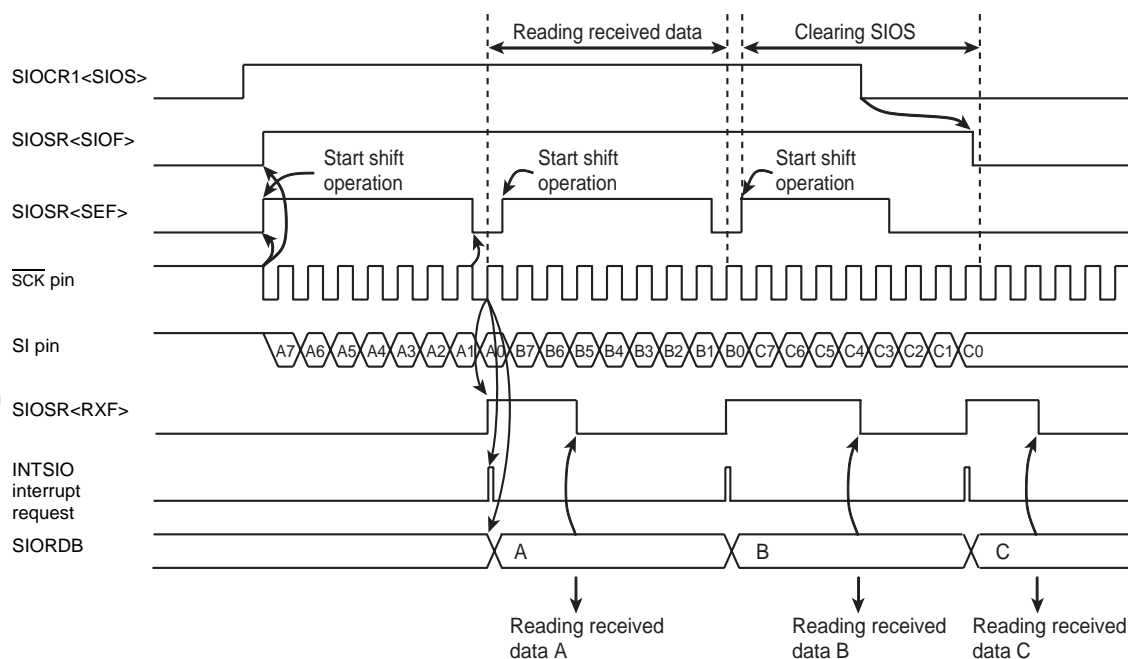 Reading received data
Clearing SIOS
SIOCR1<SIOS>
SIOSR<SIOF>
Start shift
operation
Start shift
operation
Start shift
operation
SIOSR<SEF>
SCK pin
SI pin
A7 A6 A5 A4 A3 A2 A1 A0 B7 B6 B5 B4 B3 B2 B1 B0 C7 C6 C5 C4 C3 C2 C1 C0
SIOSR<RXF>
INTSIO
interrupt
request
SIORDB
A
B
C
Reading received
data A
Reading received
data B
Reading received
data C